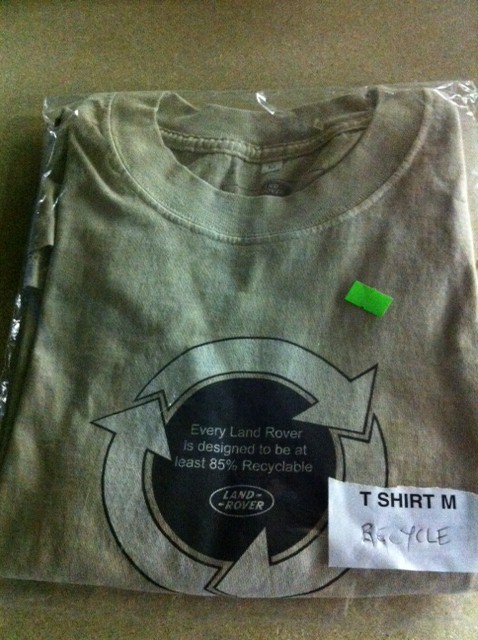 Every Land Rover
is designed to be at
least 85% Recyclable
LAND-
-ROVER
T SHIRT M
RECYCLE